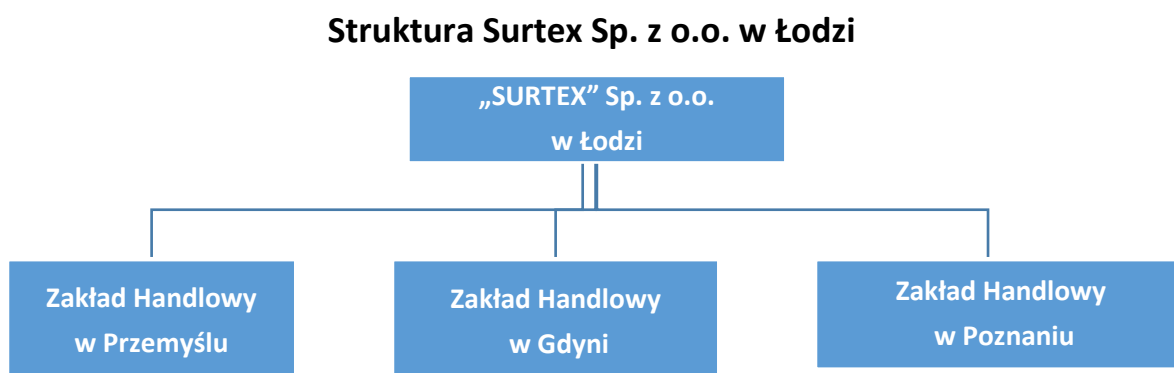 Struktura Surtex Sp. z o.o. w Łodzi
„SURTEX” Sp. z o.o.
w Łodzi
Zakład Handlowy
w Przemyślu
Zakład Handlowy
w Gdyni
Zakład Handlowy
w Poznaniu